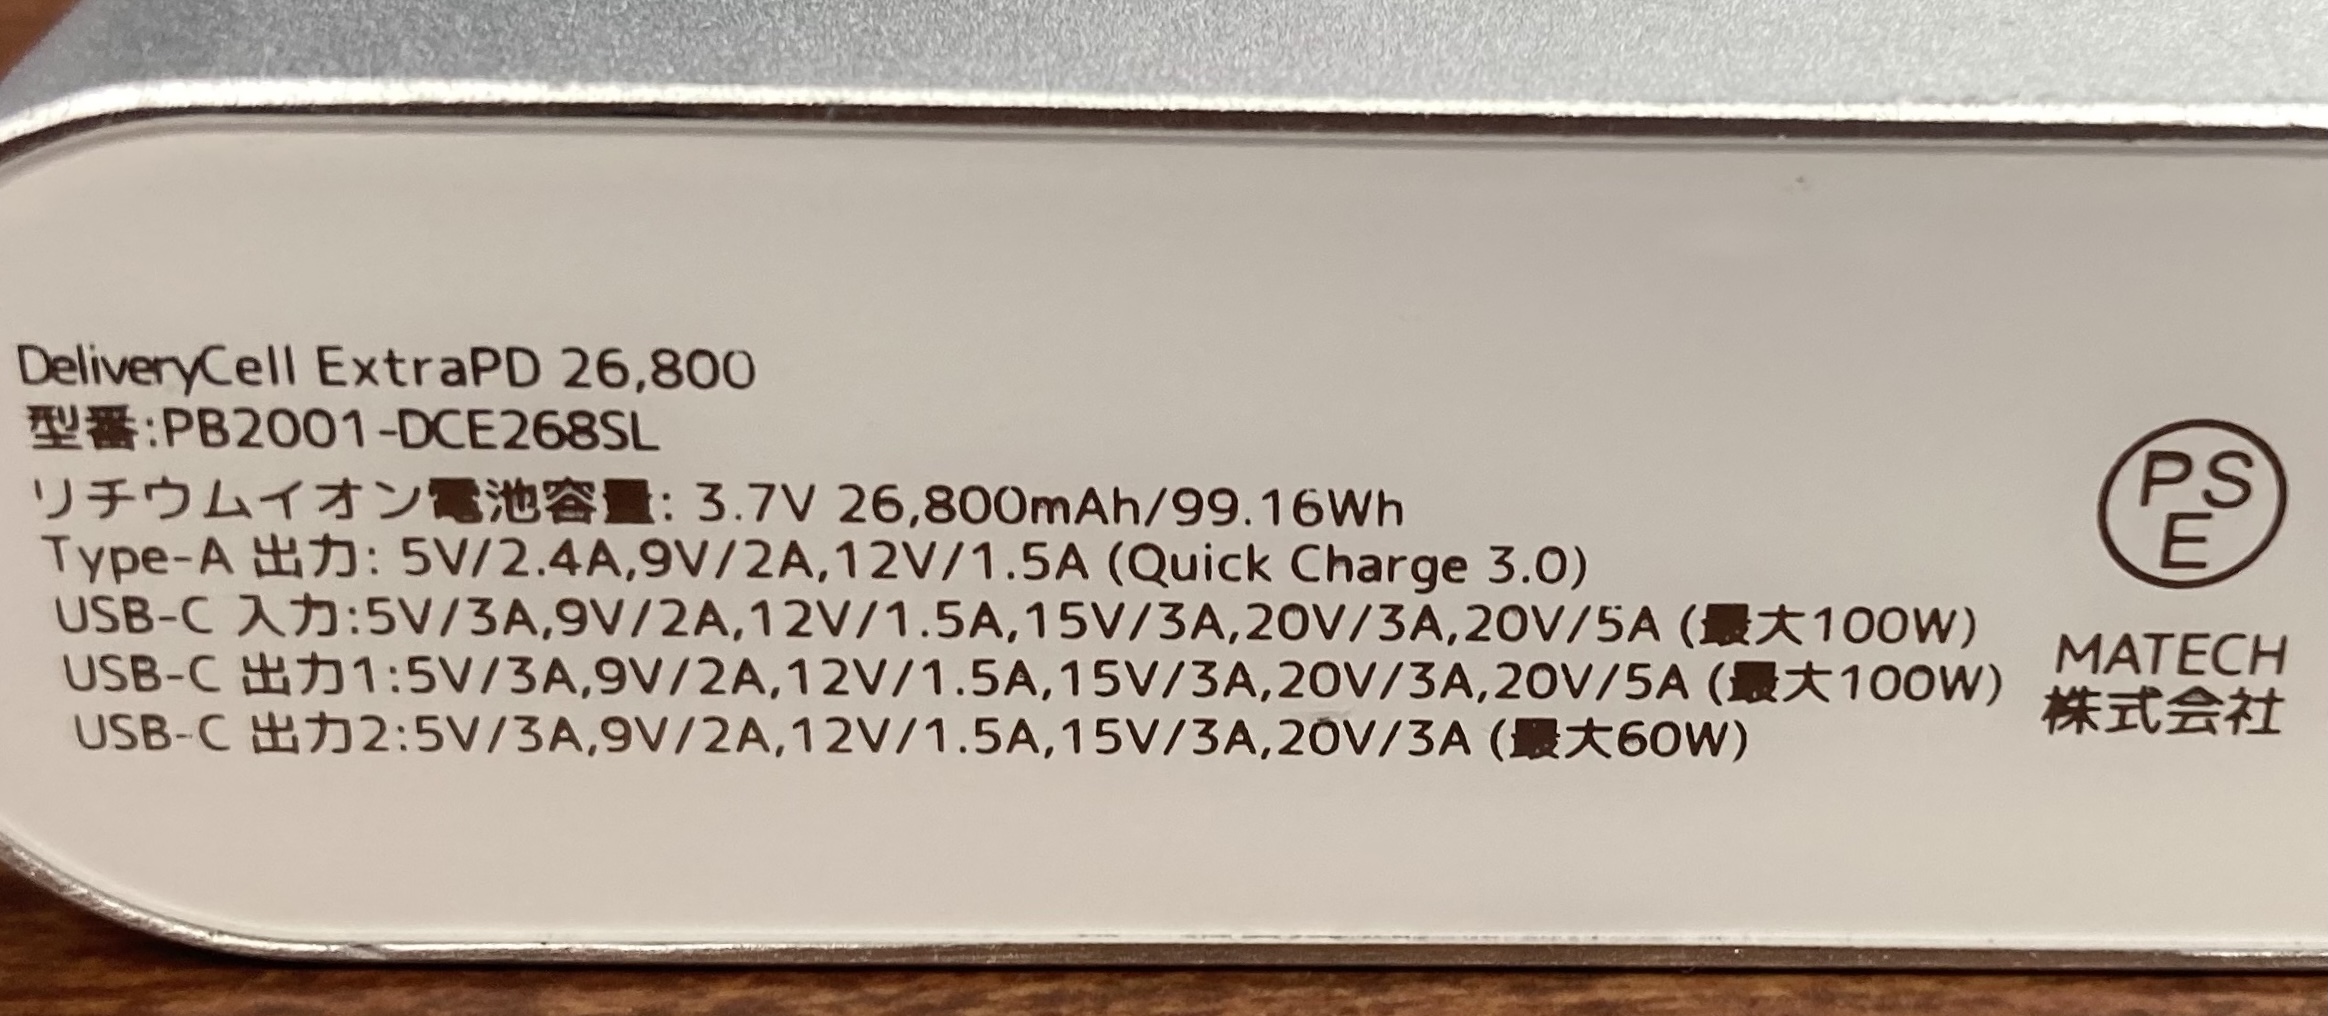 DeliveryCell ExtraPD 26,800
型番:PB2001-DCE268SL
リチウムイオン電池容量: 3.7V 26,800mAh/99.16Wh
Type-A 出力: 5V/2.4A,9V/2A,12V/1.5A (Quick Charge 3.0)
USB-C 入力:5V/3A,9V/2A,12V/1.5A,15V/3A,20V/3A,20V/5A (最大100W)
USB-C 出力1:5V/3A,9V/2A,12V/1.5A,15V/3A,20V/3A,20V/5A (最大100W)
USB-C 出力2:5V/3A,9V/2A,12V/1.5A,15V/3A,20V/3A (最大60W)
PS
E
MATECH
株式会社